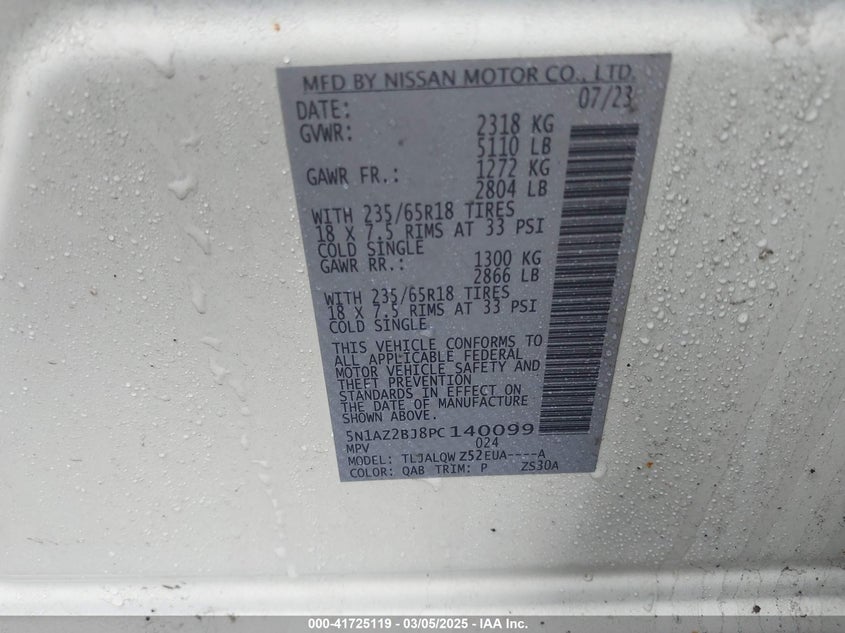 MFD BY NISSAN MOTOR CO., LTD.
DATE: 07/23
GVWR: 2318 KG
5110 LB
GAWR FR.: 1272 KG
2804 LB
WITH 235/65R18 TIRES
18 X 7.5 RIMS AT 33 PSI
COLD SINGLE
GAWR RR.: 1300 KG
2866 LB
WITH 235/65R18 TIRES
18 X 7.5 RIMS AT 33 PSI
COLD SINGLE
THIS VEHICLE CONFORMS TO
ALL APPLICABLE FEDERAL
MOTOR VEHICLE SAFETY AND
THEFT PREVENTION
STANDARDS IN EFFECT ON
THE DATE OF MANUFACTURE
SHOWN ABOVE.
5N1AZ2BJ8PC140099
MPV 024
MODEL: TLJALQWZ52EUA----A
COLOR: QAB TRIM: P ZS30A
000-41725119 - 03/05/2025 - IAA Inc.